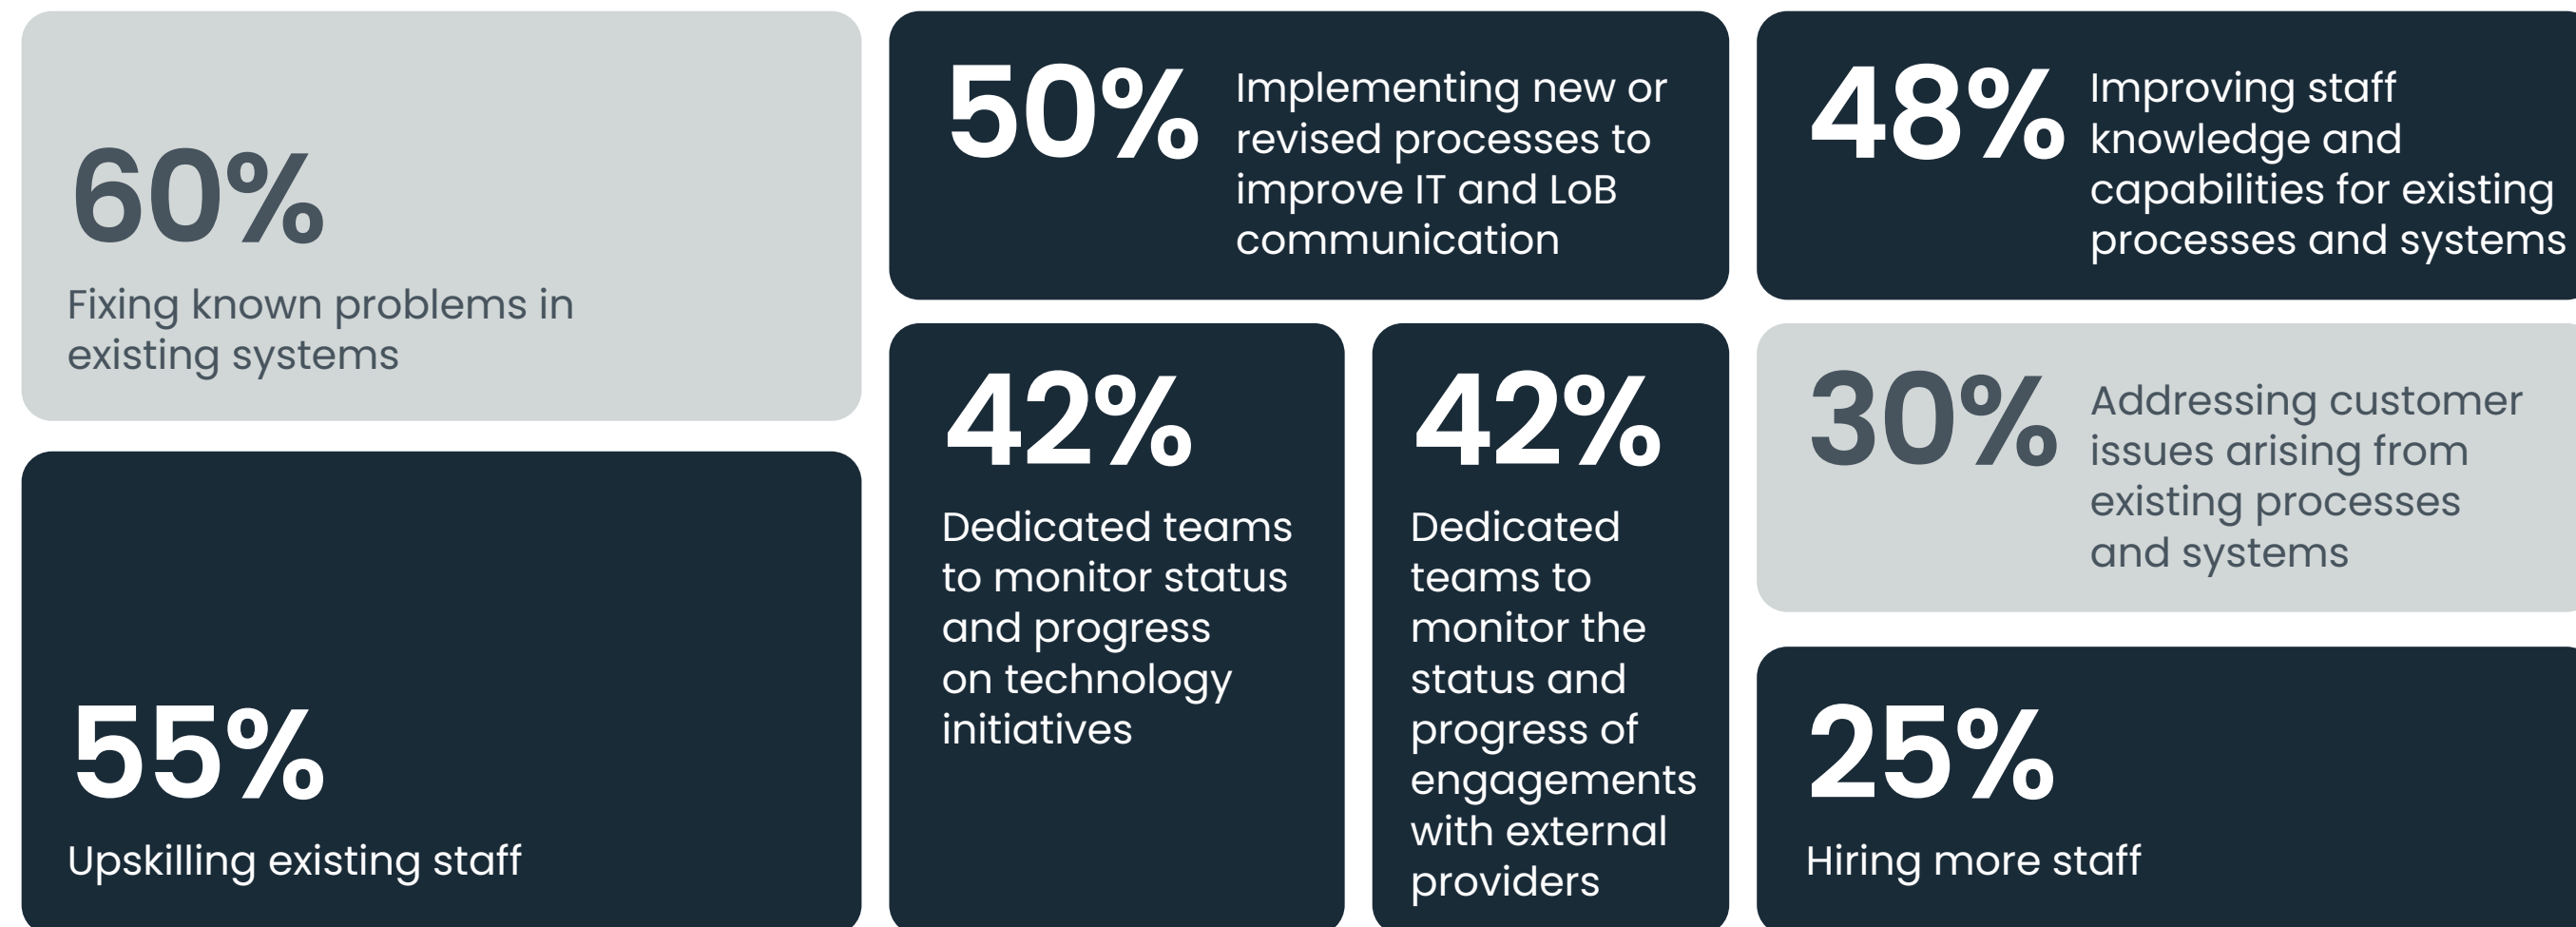 60%
Fixing known problems in
existing systems
55%
Upskilling existing staff
50%
Implementing new or
revised processes to
improve IT and LoB
communication
42%
Dedicated teams
to monitor status
and progress
on technology
initiatives
42%
Dedicated
teams to
monitor the
status and
progress of
engagements
with external
providers
48%
Improving staff
knowledge and
capabilities for existing
processes and systems
30%
Addressing customer
issues arising from
existing processes
and systems
25%
Hiring more staff